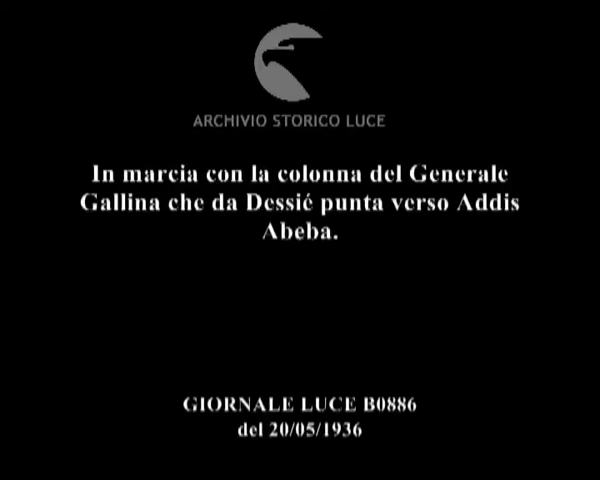 ARCHIVIO STORICO LUCE
In marcia con la colonna del Generale
Gallina che da Dessié punta verso Addis
Abeba.
GIORNALE LUCE B0886
del 20/05/1936